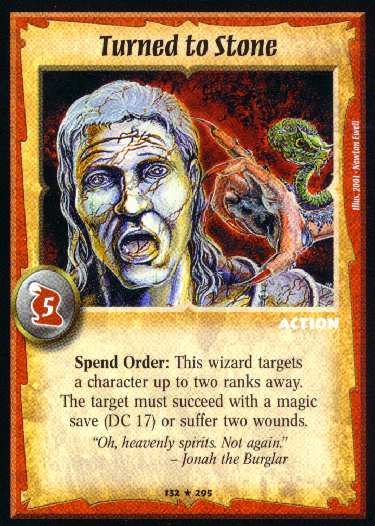 Turned to Stone
Illus. 2001 · Newton Ewell
5
ACTION
Spend Order: This wizard targets
a character up to two ranks away.
The target must succeed with a magic
save (DC 17) or suffer two wounds.
“Oh, heavenly spirits. Not again.”
– Jonah the Burglar
132 ★ 295